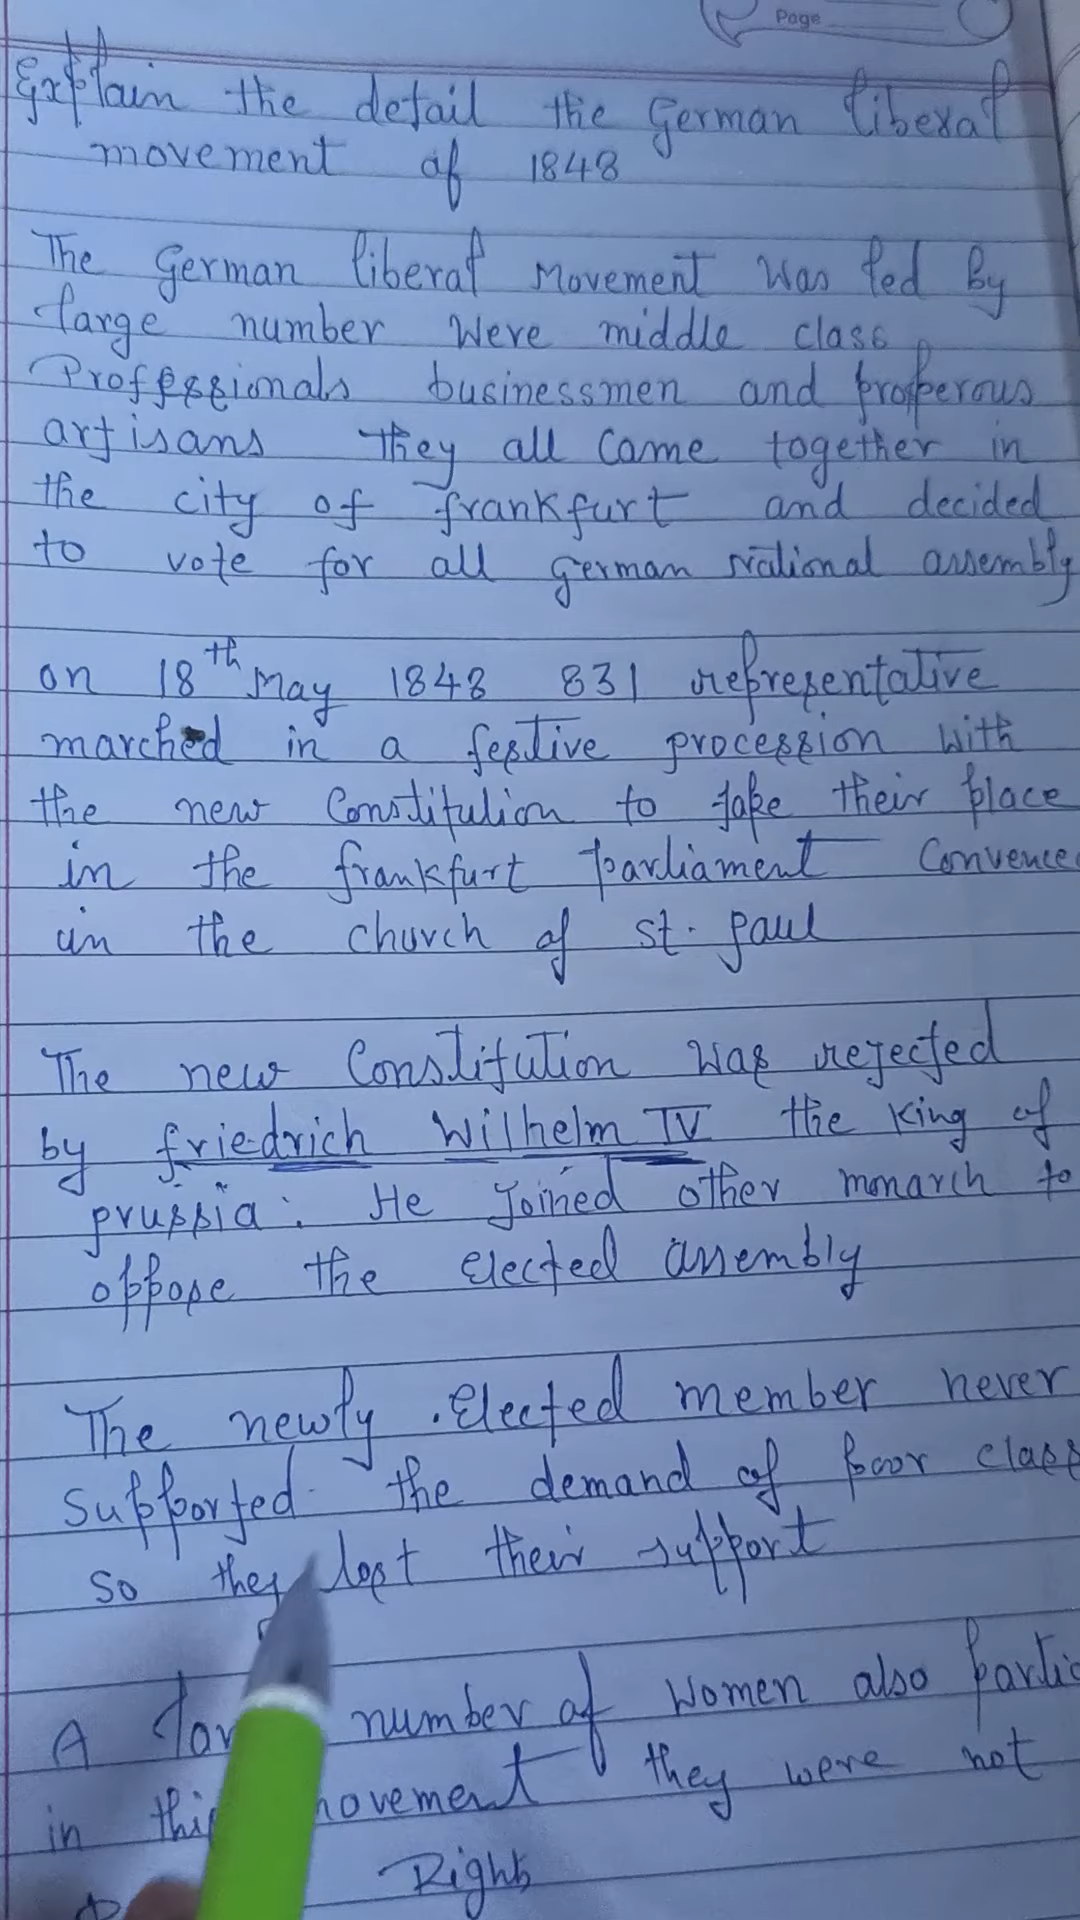 Page
Explain the detail the German liberal
movement of 1848
The German liberal Movement was led By
large number were middle class
Professionals businessmen and prosperous
artisans they all come together in
the city of frankfurt and decided
to vote for all german National assembly
on 18th May 1848 831 representative
marched in a festive procession with
the new Constitution to take their place
in the frankfurt parliament Convence
in the church of st. paul
The new Constitution was rejected
by friedrich Wilhelm IV the King of
prussia. He Joined other monarch to
oppose the Elected assembly
The newly Elected member never
supported the demand of poor class
so they lost their support
A number of women also partic
in this movement they were not
Right